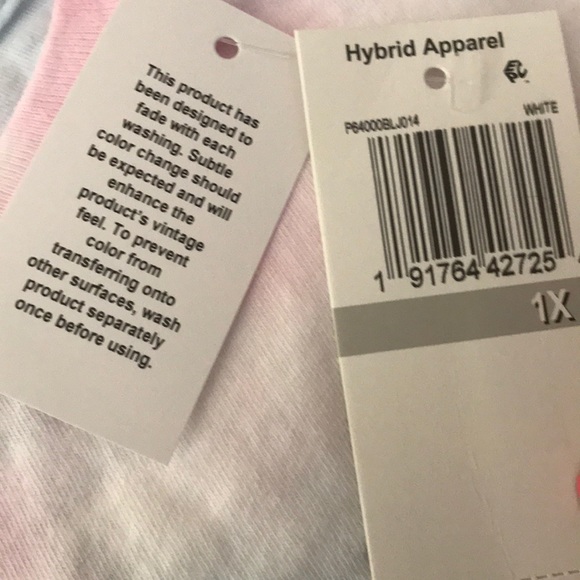 This product has
been designed to
fade with each
washing. Subtle
color change should
be expected and will
enhance the
product's vintage
feel. To prevent
color from
transferring onto
other surfaces, wash
product separately
once before using.
Hybrid Apparel
P64000BLJ014 WHITE
1 91764 42725
1X